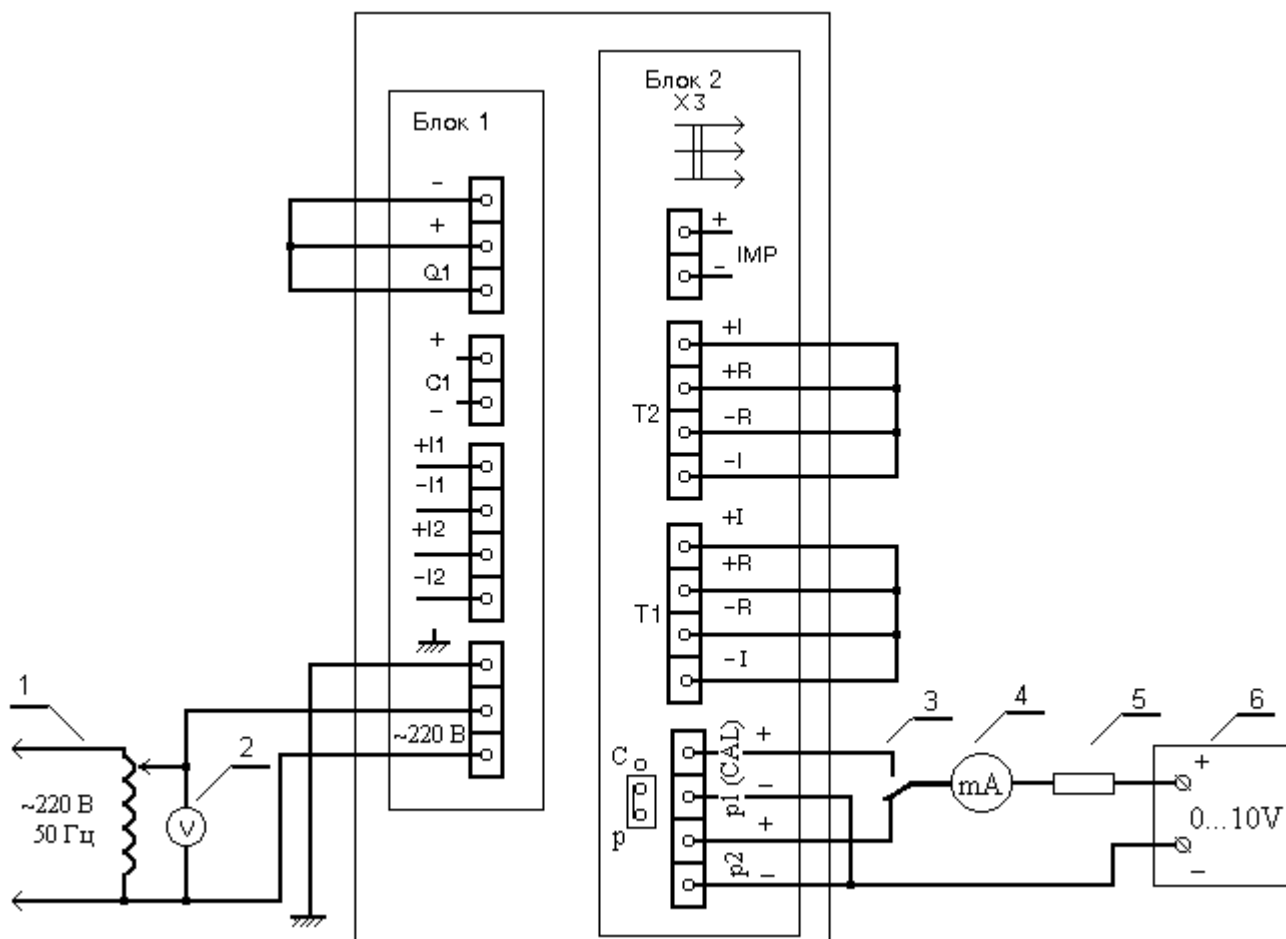 Блок 1
-
+
Q1
+
C1
-
+I1
-I1
+I2
-I2
~220 В
1
2
~220 В
50 Гц
V
Блок 2
X3
+
IMP
-
+I
+R
T2
-R
-I
+I
+R
T1
-R
-I
C
p
p1 (CAL)
+
-
p2
+
-
3
4
5
6
mA
+
0...10V
-